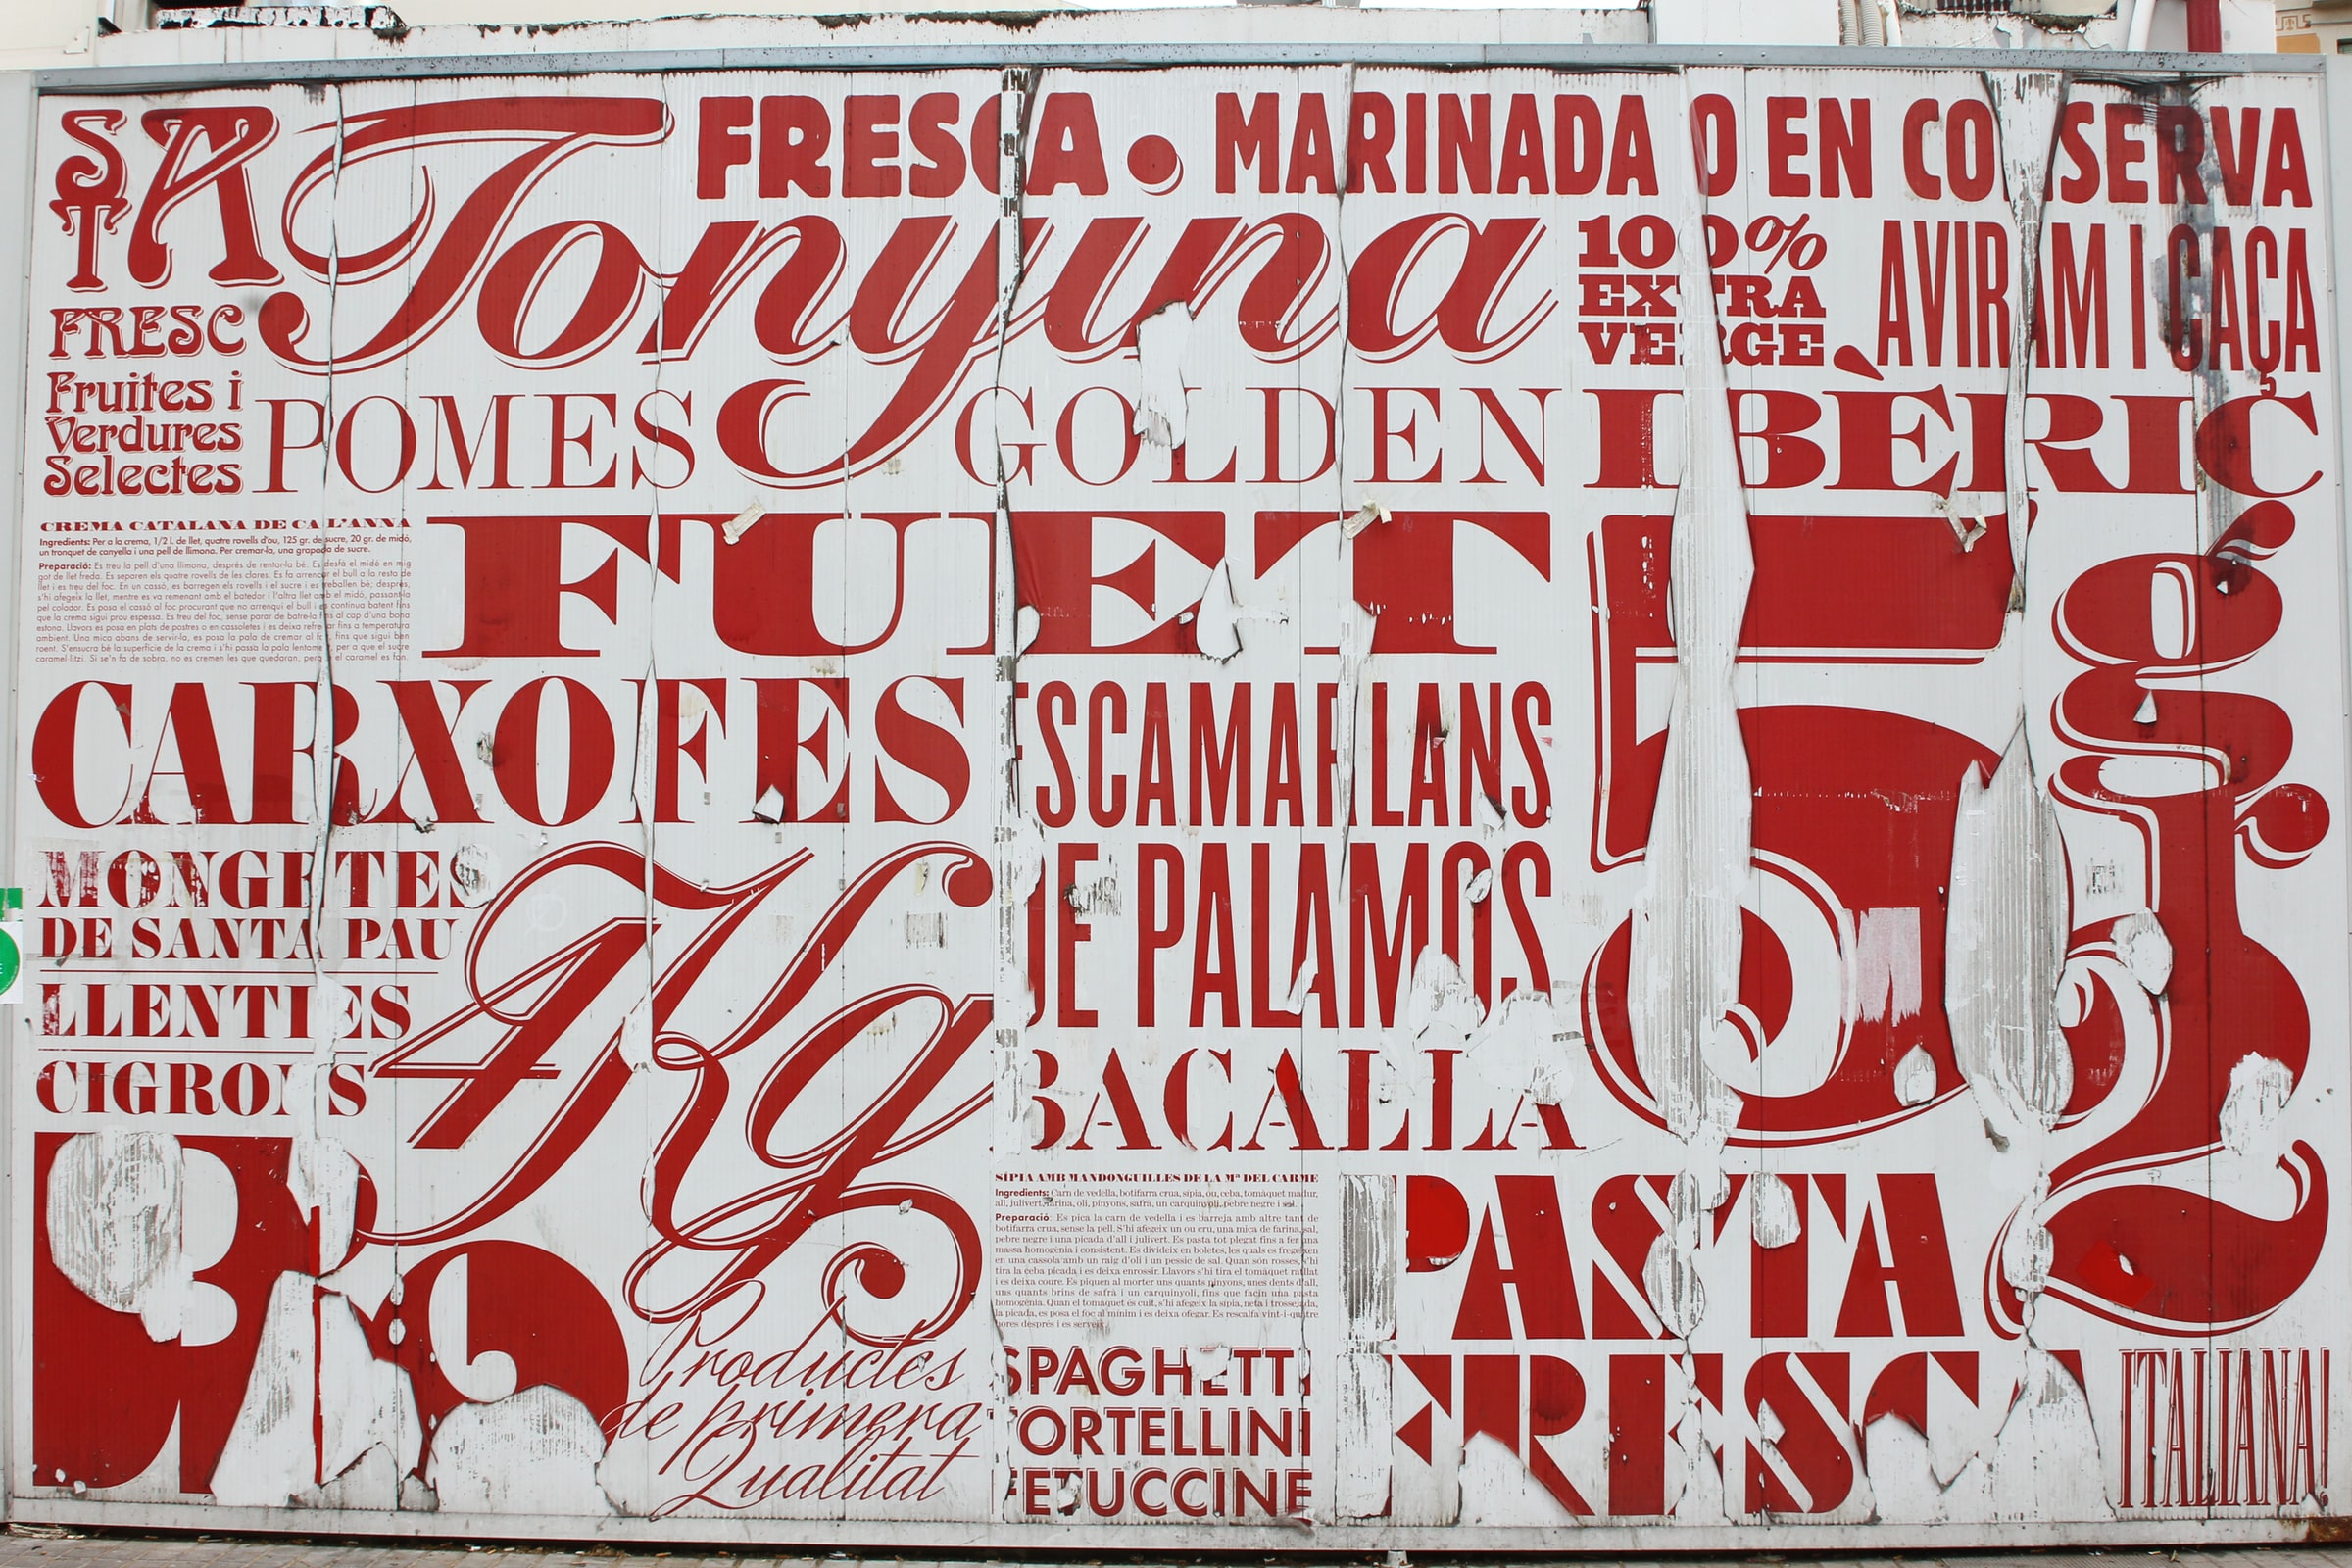 SAT
FRESC
Fruites i
Verdures
Selectes
FRESCA • MARINADA O EN CONSERVA
Tonyina
100%
EXTRA
VERGE
AVIRAM I CAÇA
POMES GOLDEN
IBÈRIC
CREMA CATALANA DE CA L'ANNA
Ingredients: Per a la crema, 1/2 L de llet, quatre rovells d'ou, 125 gr. de sucre, 20 gr. de midó,
un tronquet de canyella i una pell de llimona. Per cremar-la, una grapada de sucre.
Preparació: Es treu la pell d'una llimona, després de rentar-la bé. Es desfà el midó en mig
got de llet freda. Es separen els quatre rovells de les clares. Es fa arrencar el bull a la resta de
llet i es treu del foc. En un cassó, es barregen els rovells i el sucre i es treballen bé; després,
s'hi afegeix la llet, mentre es va remenant amb el batedor i l'altra llet amb el midó, passant-la
pel colador. Es posa el cassó al foc procurant que no arrenqui el bull i es continua batent fins
que la crema sigui prou espessa. Es treu del foc, sense parar de batre-la fins al cap d'una bona
estona. Llavors es posa en plats de postres o en cassoletes i es deixa refredar fins a temperatura
ambient. Una mica abans de servir-la, es posa la pala de cremar al foc, fins que sigui ben
roent. S'ensucra bé la superfície de la crema i s'hi passa la pala lentament, per a que el sucre
caramel·litzi. Si se'n fa de sobra, no es cremen les que quedaran, perquè el caramel es fon.
FUET
5g
CARXOFES
ESCAMARLANS
DE PALAMÓS
MONGETES
DE SANTA PAU
LLENTIES
CIGRONS
4Kg
BACALLÀ
SÍPIA AMB MANDONGUILLES DE LA Mª DEL CARME
Ingredients: Carn de vedella, botifarra crua, sípia, ou, ceba, tomàquet madur,
all, julivert, farina, oli, pinyons, safrà, un carquinyoli, pebre negre i sal.
Preparació: Es pica la carn de vedella i es barreja amb altre tant de
botifarra crua, sense la pell. S'hi afegeix un ou cru, una mica de farina, sal,
pebre negre i una picada d'all i julivert. Es pasta tot plegat fins a fer una
massa homogènia i consistent. Es divideix en boletes, les quals es fregeixen
en una cassola amb un raig d'oli i un pessic de sal. Quan són rosses, s'hi
tira la ceba picada i es deixa enrossir. Llavors s'hi tira el tomàquet ratllat
i es deixa coure. Es piquen al morter uns quants pinyons, unes dents d'all,
uns quants brins de safrà i un carquinyoli, fins que facin una pasta
homogènia. Quan el tomàquet és cuit, s'hi afegeix la sípia, neta i trossejada,
la picada, es posa el foc al mínim i es deixa ofegar. Es rescalfa vint-i-quatre
hores després i es serveix.
PASTA
FRESCA
ITALIANA!
Productes
de primera
Qualitat
SPAGHETTI
TORTELLINI
FETUCCINE